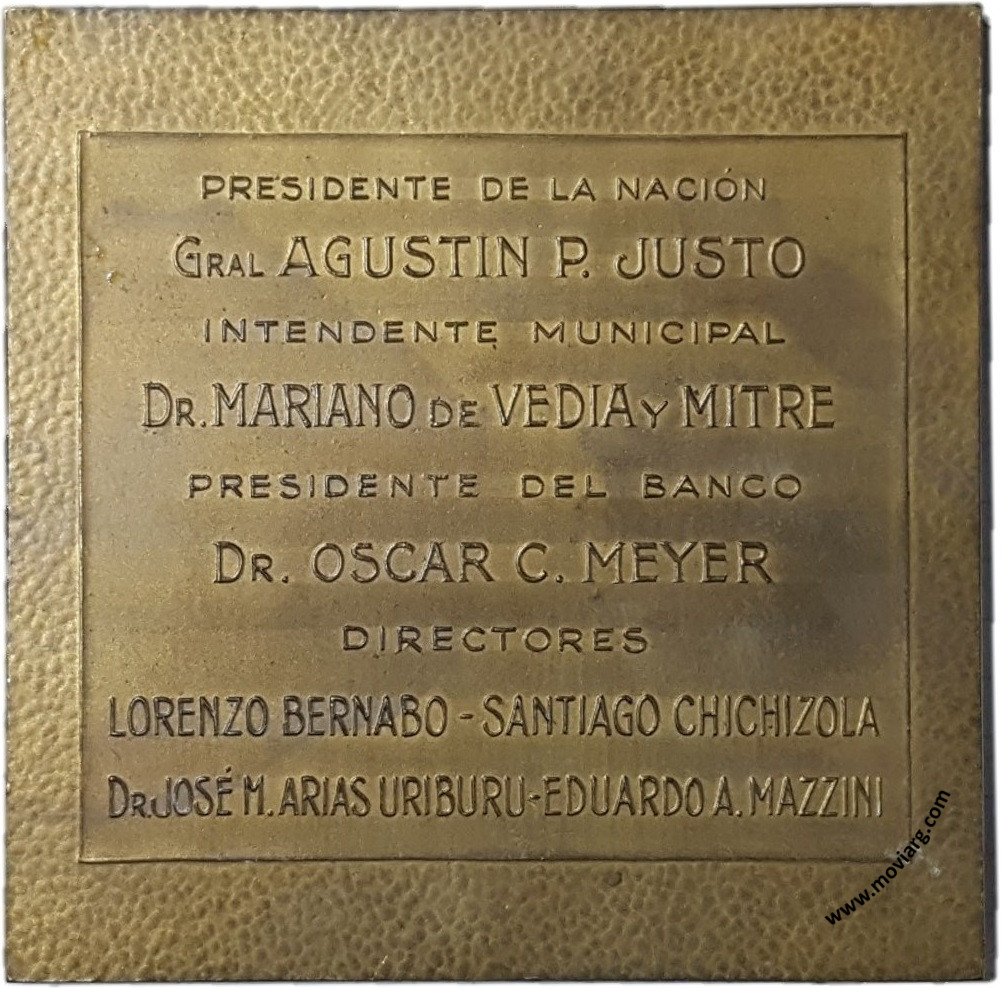 PRESIDENTE DE LA NACIÓN
GRAL AGUSTIN P. JUSTO
INTENDENTE MUNICIPAL
DR. MARIANO DE VEDIA Y MITRE
PRESIDENTE DEL BANCO
DR. OSCAR C. MEYER
DIRECTORES
LORENZO BERNABO - SANTIAGO CHICHIZOLA
DR. JOSÉ M. ARIAS URIBURU - EDUARDO A. MAZZINI
www.moviarg.com